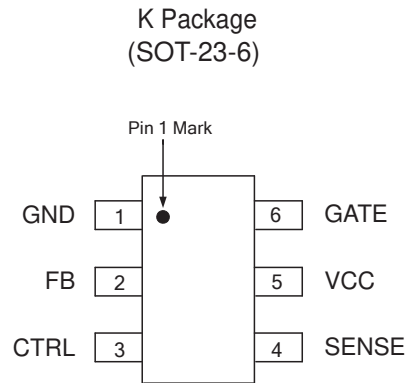 K Package
(SOT-23-6)
Pin 1 Mark
GND 1 6 GATE
FB 2 5 VCC
CTRL 3 4 SENSE